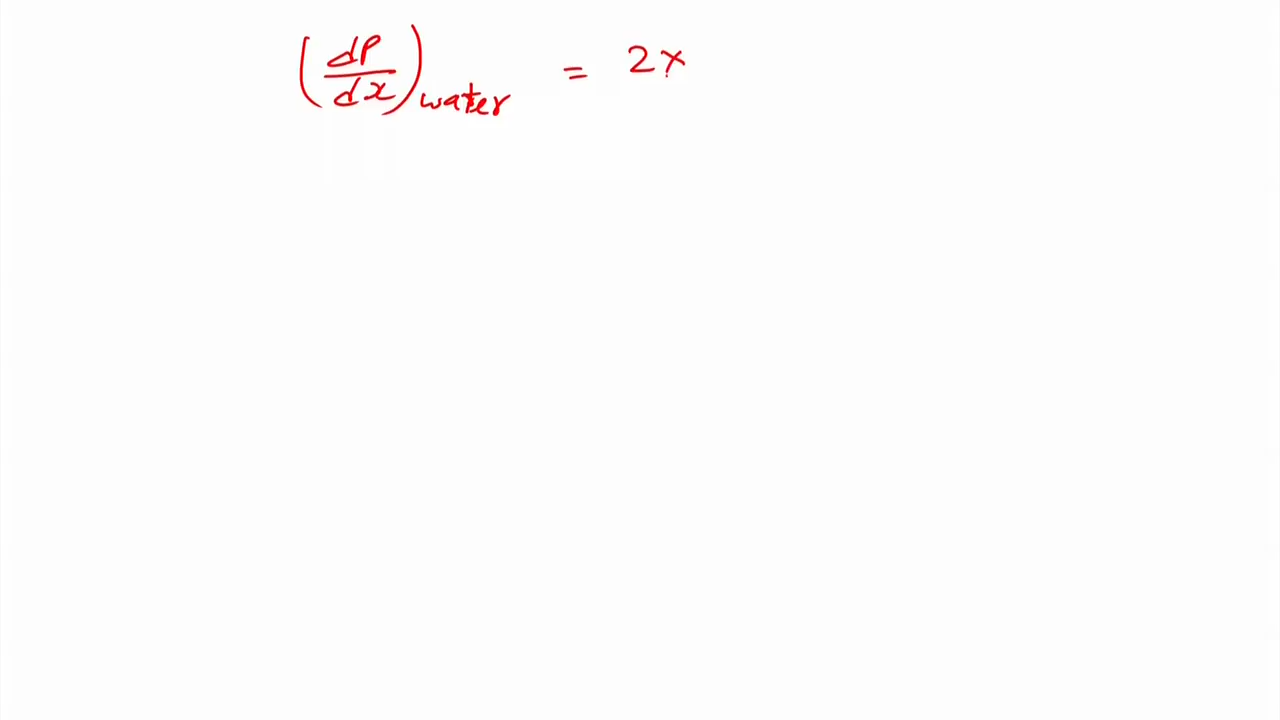 (dP/dx)water = 2x